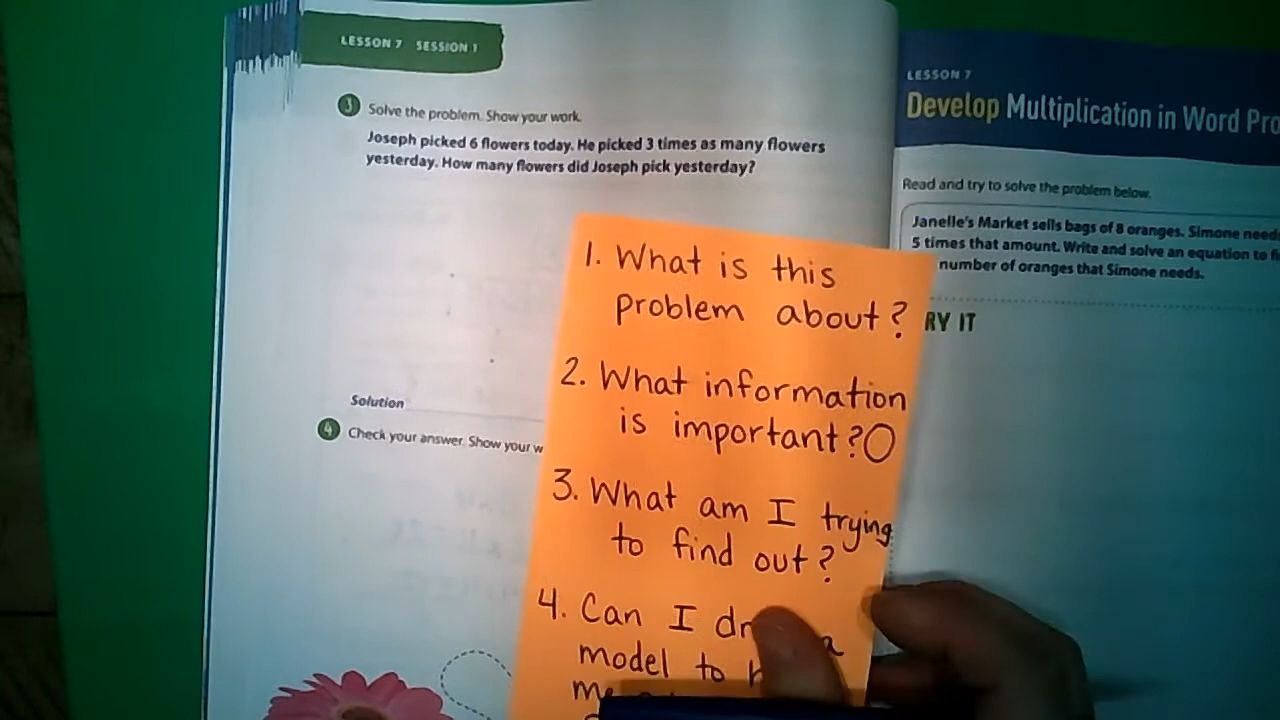 LESSON 7 SESSION 1
3 Solve the problem. Show your work.
Joseph picked 6 flowers today. He picked 3 times as many flowers
yesterday. How many flowers did Joseph pick yesterday?
Solution
4 Check your answer. Show your w
1. What is this
problem about?
2. What information
is important? O
3. What am I trying
to find out?
4. Can I
model to
LESSON 7
Develop Multiplication in Word Pro
Read and try to solve the problem below.
Janelle's Market sells bags of 8 oranges. Simone need
5 times that amount. Write and solve an equation to
number of oranges that Simone needs.
RY IT